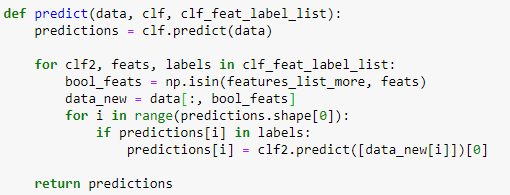 def predict(data, clf, clf_feat_label_list):
    predictions = clf.predict(data)

    for clf2, feats, labels in clf_feat_label_list:
        bool_feats = np.isin(features_list_more, feats)
        data_new = data[:, bool_feats]
        for i in range(predictions.shape[0]):
            if predictions[i] in labels:
                predictions[i] = clf2.predict([data_new[i]])[0]

    return predictions